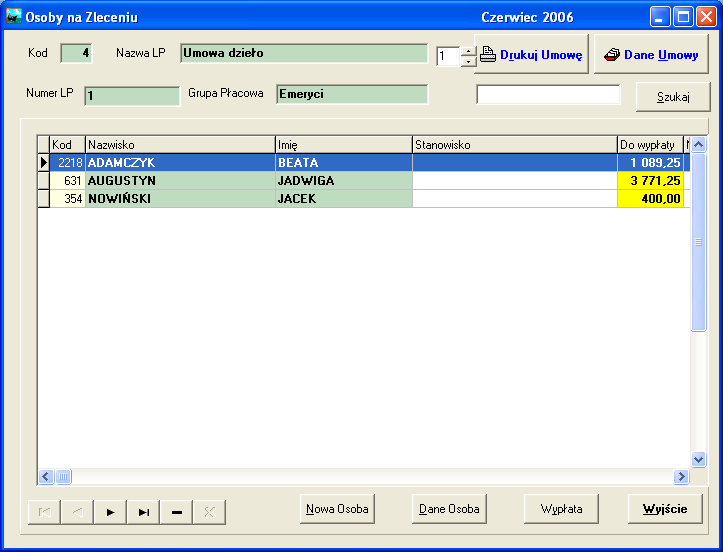 Osoby na Zleceniu Czerwiec 2006
Kod 4 Nazwa LP Umowa dzieło 1 Drukuj Umowę Dane Umowy
Numer LP 1 Grupa Płacowa Emeryci Szukaj
Kod Nazwisko Imię Stanowisko Do wypłaty
2218 ADAMCZYK BEATA 1 089,25
631 AUGUSTYN JADWIGA 3 771,25
354 NOWIŃSKI JACEK 400,00
Nowa Osoba Dane Osoba Wypłata Wyjście